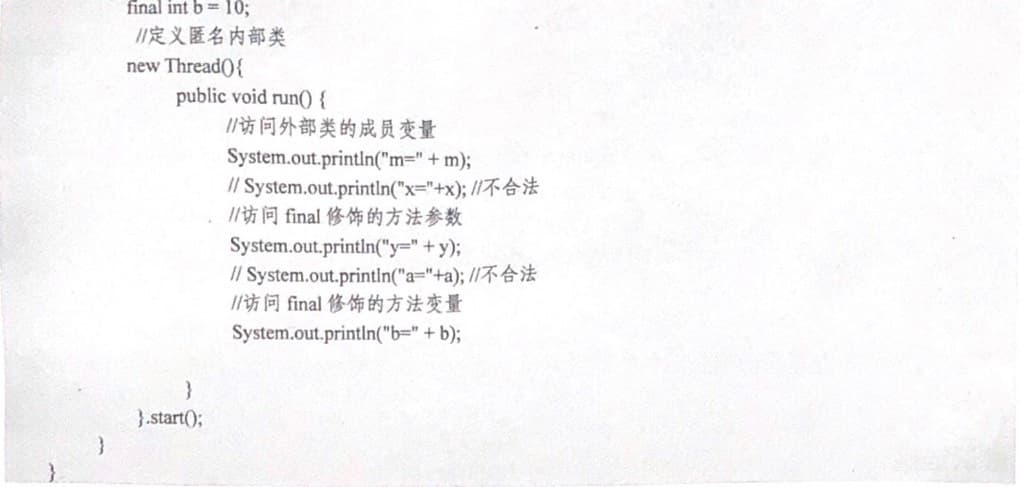 final int b = 10;
//定义匿名内部类
new Thread(){
public void run() {
//访问外部类的成员变量
System.out.println("m=" + m);
// System.out.println("x="+x); //不合法
//访问 final 修饰的方法参数
System.out.println("y=" + y);
// System.out.println("a="+a); //不合法
//访问 final 修饰的方法变量
System.out.println("b=" + b);
}
}.start();
}
}